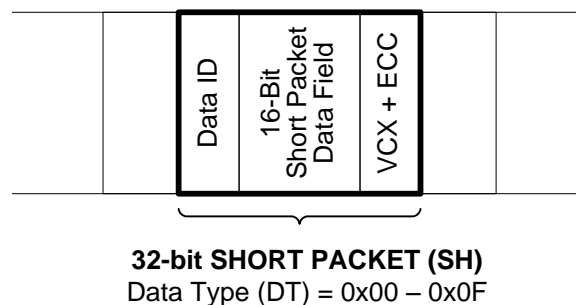 Data ID
16-Bit
Short Packet
Data Field
VCX + ECC
32-bit SHORT PACKET (SH)
Data Type (DT) = 0x00 – 0x0F